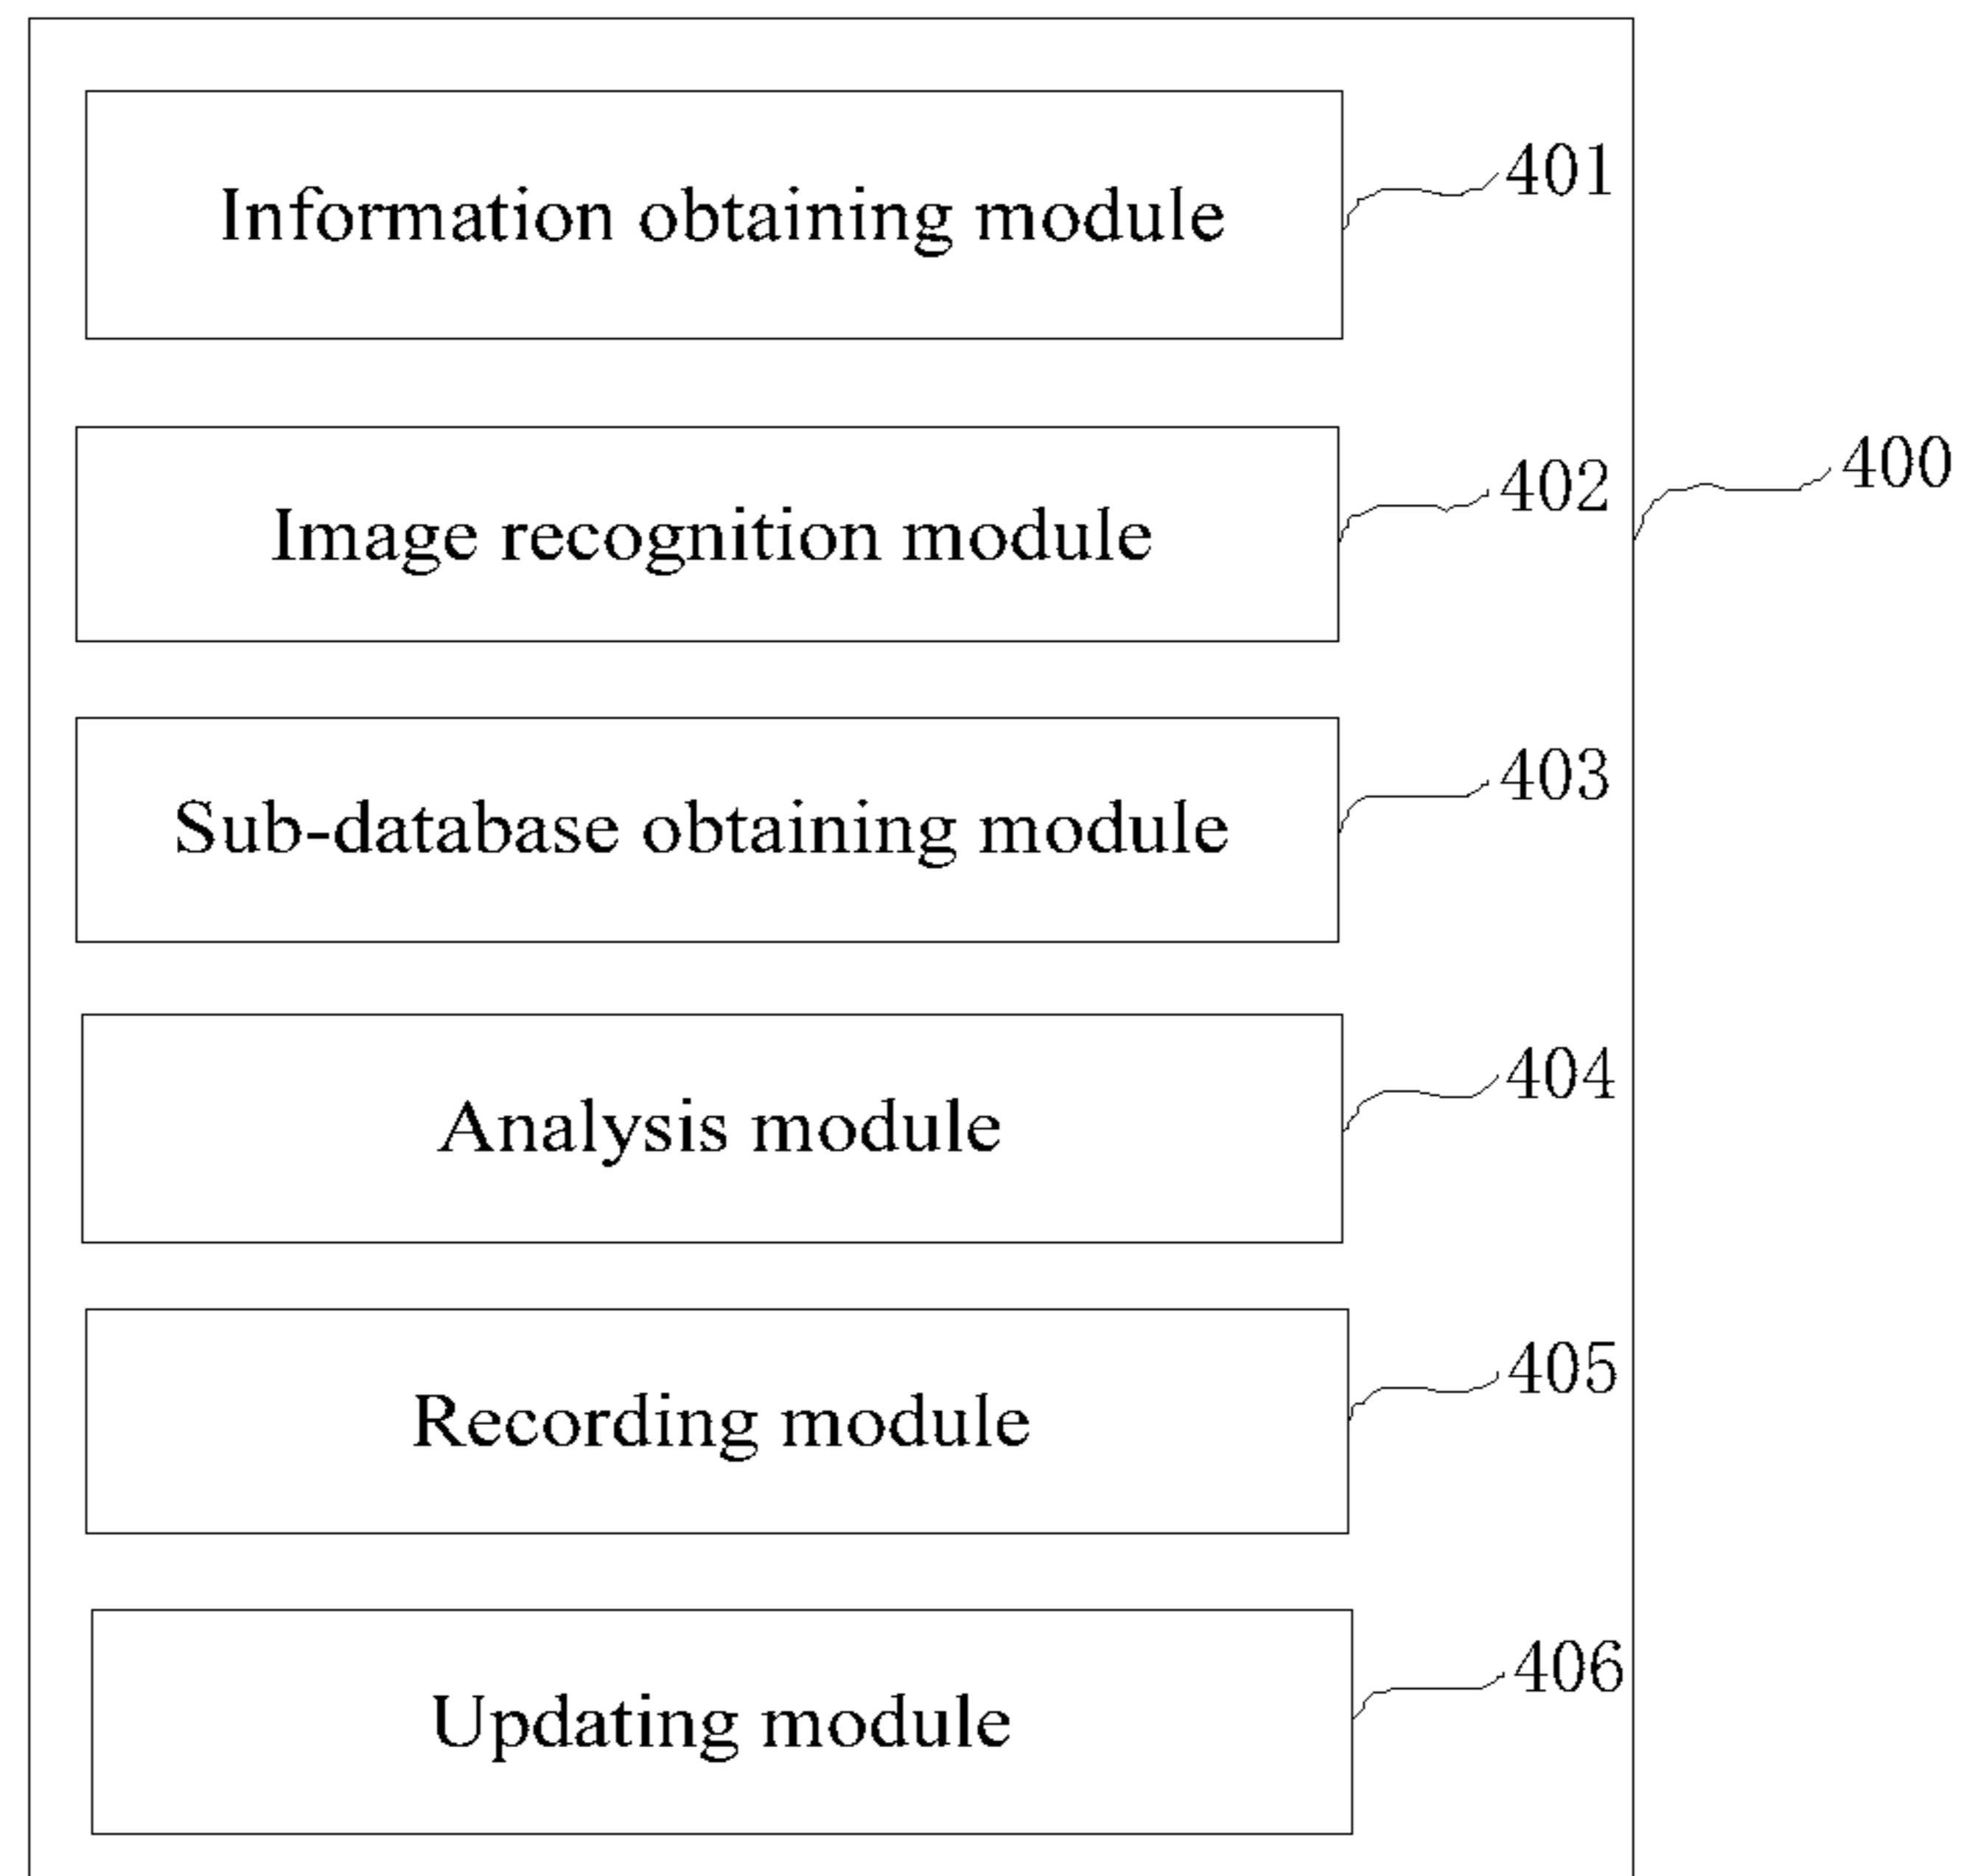 Information obtaining module
401
Image recognition module
402
400
Sub-database obtaining module
403
Analysis module
404
Recording module
405
Updating module
406